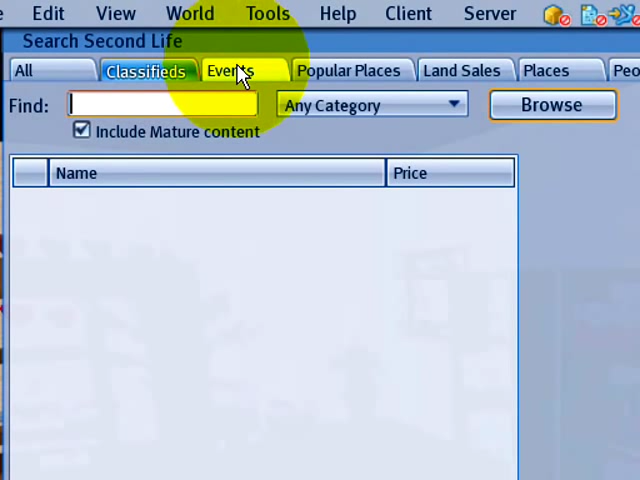 Edit View World Tools Help Client Server
Search Second Life
All Classifieds Events Popular Places Land Sales Places Peo
Find: Any Category Browse
Include Mature content
Name Price